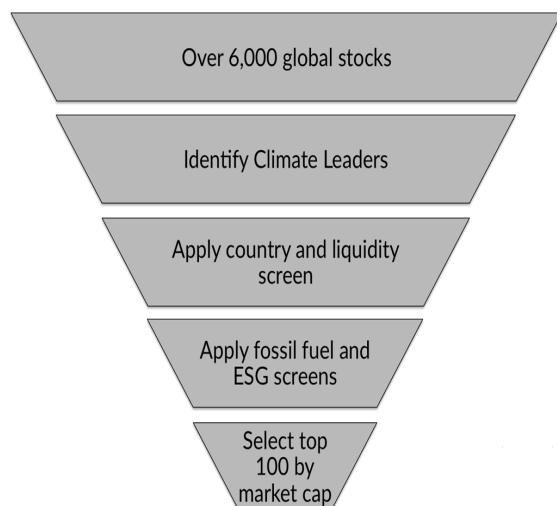 Over 6,000 global stocks
Identify Climate Leaders
Apply country and liquidity
screen
Apply fossil fuel and
ESG screens
Select top
100 by
market cap